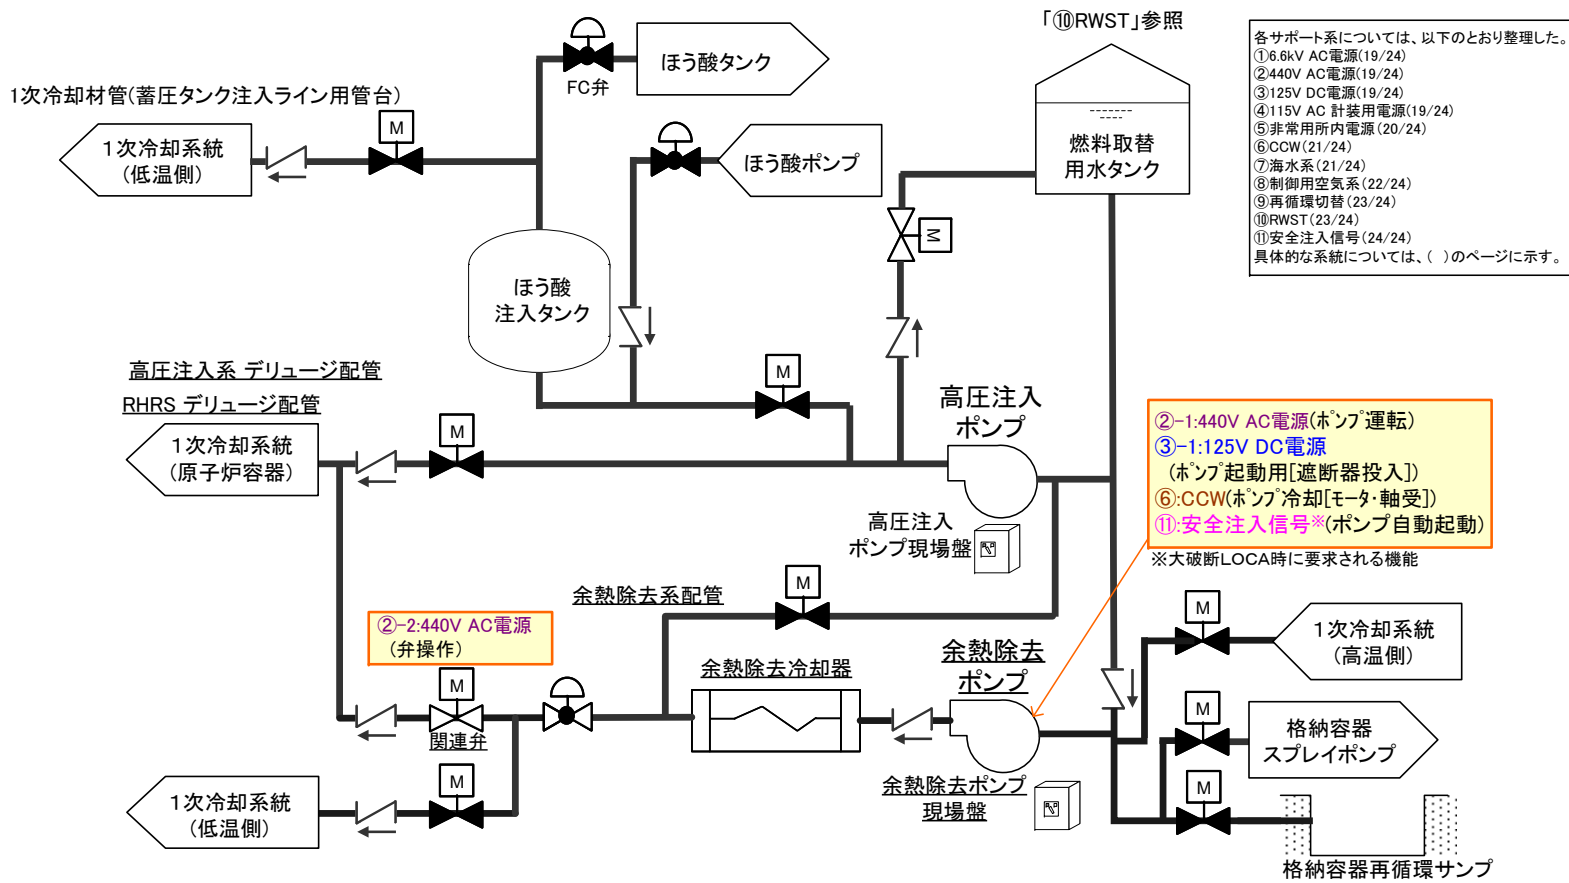 「⑩RWST」参照
ほう酸タンク
FC弁
1次冷却材管(蓄圧タンク注入ライン用管台)
M
1次冷却系統
(低温側)
ほう酸ポンプ
燃料取替
用水タンク
各サポート系については、以下のとおり整理した。
①6.6kV AC電源(19/24)
②440V AC電源(19/24)
③125V DC電源(19/24)
④115V AC 計装用電源(19/24)
⑤非常用所内電源(20/24)
⑥CCW(21/24)
⑦海水系(21/24)
⑧制御用空気系(22/24)
⑨再循環切替(23/24)
⑩RWST(23/24)
⑪安全注入信号(24/24)
具体的な系統については、( )のページに示す。
M
ほう酸
注入タンク
高圧注入系 デリュージ配管
RHRS デリュージ配管
M
M
1次冷却系統
(原子炉容器)
高圧注入
ポンプ
高圧注入
ポンプ現場盤
②-1:440V AC電源(ポンプ運転)
③-1:125V DC電源
(ポンプ起動用[遮断器投入])
⑥:CCW(ポンプ冷却[モータ・軸受])
⑪:安全注入信号※(ポンプ自動起動)
※大破断LOCA時に要求される機能
余熱除去系配管
M
②-2:440V AC電源
(弁操作)
M
関連弁
余熱除去冷却器
余熱除去
ポンプ
余熱除去ポンプ
現場盤
M
1次冷却系統
(高温側)
M
格納容器
スプレイポンプ
M
1次冷却系統
(低温側)
M
格納容器再循環サンプ